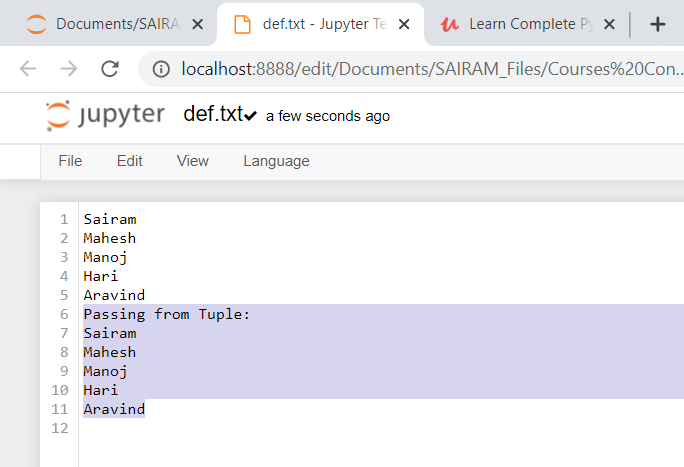 Documents/SAIRA
def.txt - Jupyter Te
Learn Complete Py
localhost:8888/edit/Documents/SAIRAM_Files/Courses%20Con...
jupyter def.txt a few seconds ago
File Edit View Language
1 Sairam
2 Mahesh
3 Manoj
4 Hari
5 Aravind
6 Passing from Tuple:
7 Sairam
8 Mahesh
9 Manoj
10 Hari
11 Aravind
12